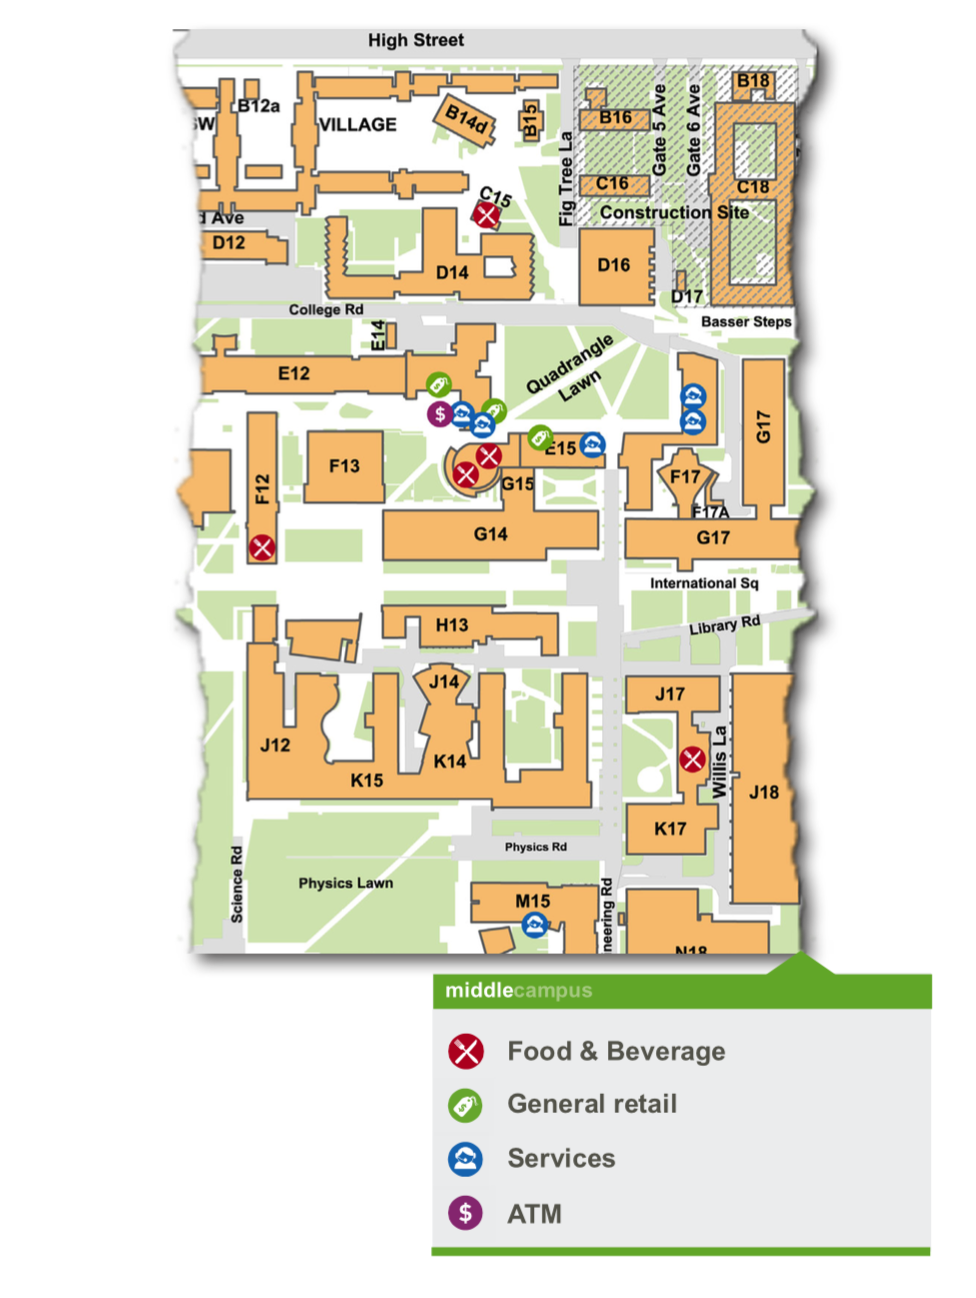 High Street
B12a
SW
VILLAGE
B14d
B15
B16
Gate 5 Ave
Gate 6 Ave
B18
Fig Tree La
C15
C16
C18
Construction Site
d Ave
D12
D14
D16
D17
College Rd
Basser Steps
E14
Quadrangle
Lawn
E12
$
G17
E15
F13
F12
G15
F17
F17A
G14
G17
International Sq
Library Rd
H13
J14
J17
J12
K14
K15
Willis La
J18
K17
Physics Rd
Science Rd
Physics Lawn
M15
neering Rd
N18
middlecampus
Food & Beverage
$ General retail
Services
$ ATM